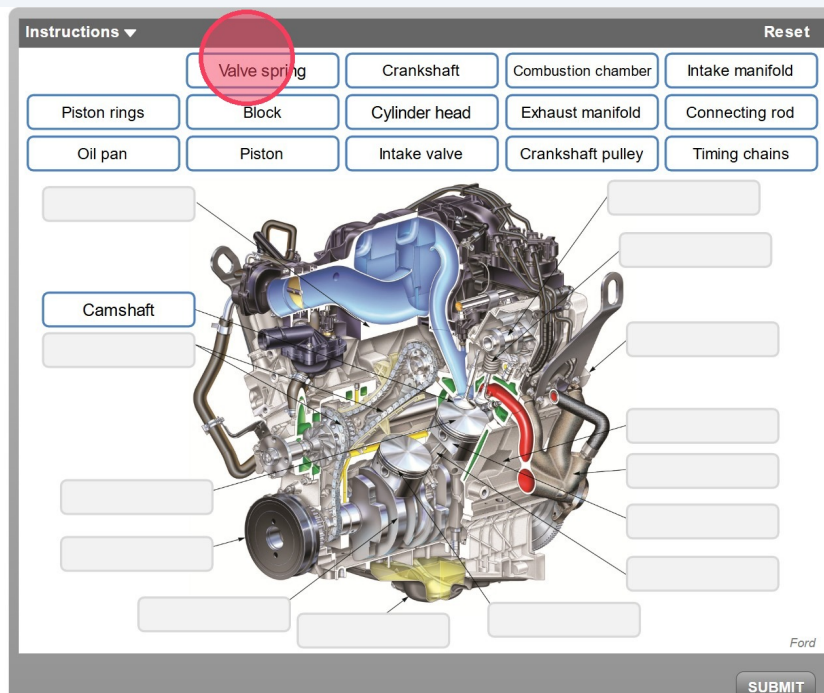 Instructions ▼ Reset
Valve spring Crankshaft Combustion chamber Intake manifold
Piston rings Block Cylinder head Exhaust manifold Connecting rod
Oil pan Piston Intake valve Crankshaft pulley Timing chains
Camshaft
Ford
SUBMIT